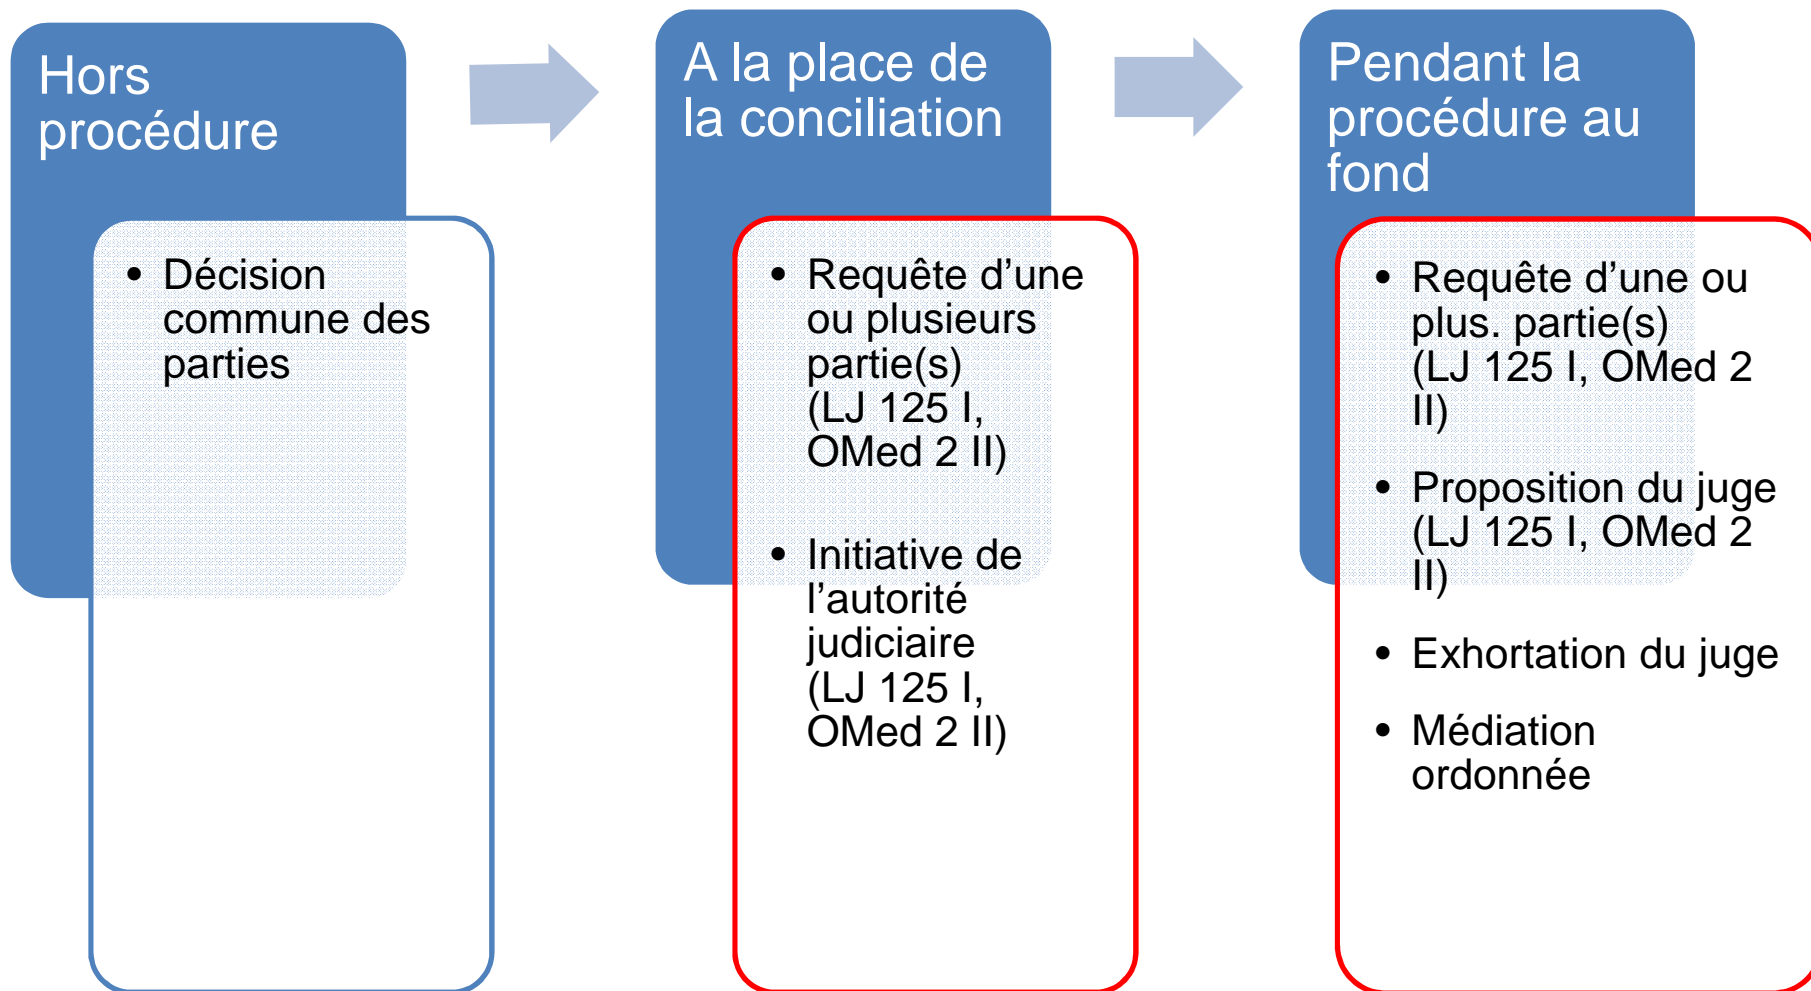 Hors
procédure
• Décision
commune des
parties
A la place de
la conciliation
• Requête d’une
ou plusieurs
partie(s)
(LJ 125 I,
OMed 2 II)
• Initiative de
l’autorité
judiciaire
(LJ 125 I,
OMed 2 II)
Pendant la
procédure au
fond
• Requête d’une ou
plus. partie(s)
(LJ 125 I, OMed 2
II)
• Proposition du juge
(LJ 125 I, OMed 2
II)
• Exhortation du juge
• Médiation
ordonnée